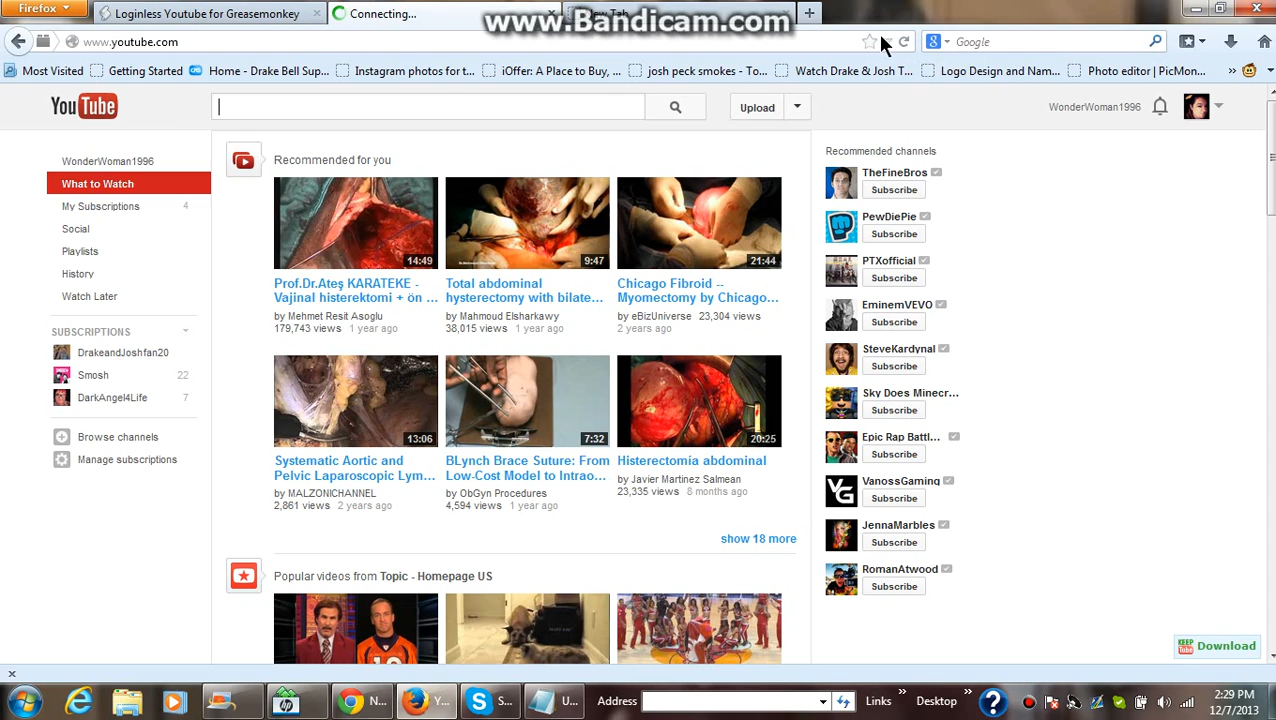 Firefox
Loginless Youtube for Greasemonkey
Connecting...
New Tab
www.Bandicam.com
www.youtube.com
Google
Most Visited
Getting Started
Home - Drake Bell Sup...
Instagram photos for t...
iOffer: A Place to Buy, ...
josh peck smokes - To...
Watch Drake & Josh T...
Logo Design and Nam...
Photo editor | PicMon...
YouTube
Upload
WonderWoman1996
WonderWoman1996
What to Watch
My Subscriptions 4
Social
Playlists
History
Watch Later
SUBSCRIPTIONS
DrakeandJoshfan20
Smosh 22
DarkAngel4Life 7
Browse channels
Manage subscriptions
Recommended for you
14:49
Prof.Dr.Ateş KARATEKE -
Vajinal histerektomi + ön ...
by Mehmet Resit Asoglu
179,743 views 1 year ago
9:47
Total abdominal
hysterectomy with bilate...
by Mahmoud Elsharkawy
38,015 views 1 year ago
21:44
Chicago Fibroid --
Myomectomy by Chicago...
by eBizUniverse 23,304 views
2 years ago
13:06
Systematic Aortic and
Pelvic Laparoscopic Lym...
by MALZONICHANNEL
2,861 views 2 years ago
7:32
BLynch Brace Suture: From
Low-Cost Model to Intrao...
by ObGyn Procedures
4,594 views 1 year ago
20:25
Histerectomía abdominal
by Javier Martinez Salmean
23,335 views 8 months ago
show 18 more
Popular videos from Topic - Homepage US
Recommended channels
TheFineBros
Subscribe
PewDiePie
Subscribe
PTXofficial
Subscribe
EminemVEVO
Subscribe
SteveKardynal
Subscribe
Sky Does Minecr...
Subscribe
Epic Rap Battl...
Subscribe
VanossGaming
Subscribe
JennaMarbles
Subscribe
RomanAtwood
Subscribe
KEEP Tube Download
N...
Y...
S...
U...
Address
Links
Desktop
2:29 PM
12/7/2013